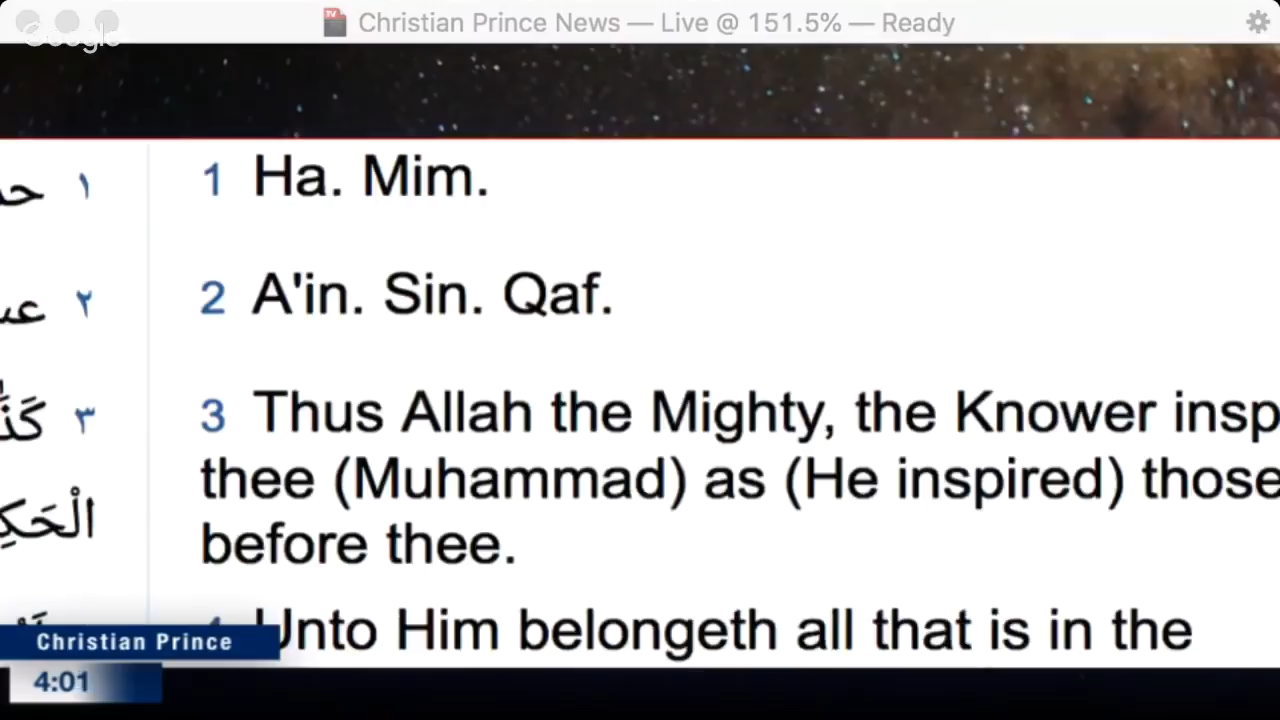 Christian Prince News — Live @ 151.5% — Ready
Google
1 Ha. Mim.
١
2 A'in. Sin. Qaf.
٢
3 Thus Allah the Mighty, the Knower insp
٣
thee (Muhammad) as (He inspired) those
before thee.
Unto Him belongeth all that is in the
Christian Prince
4:01